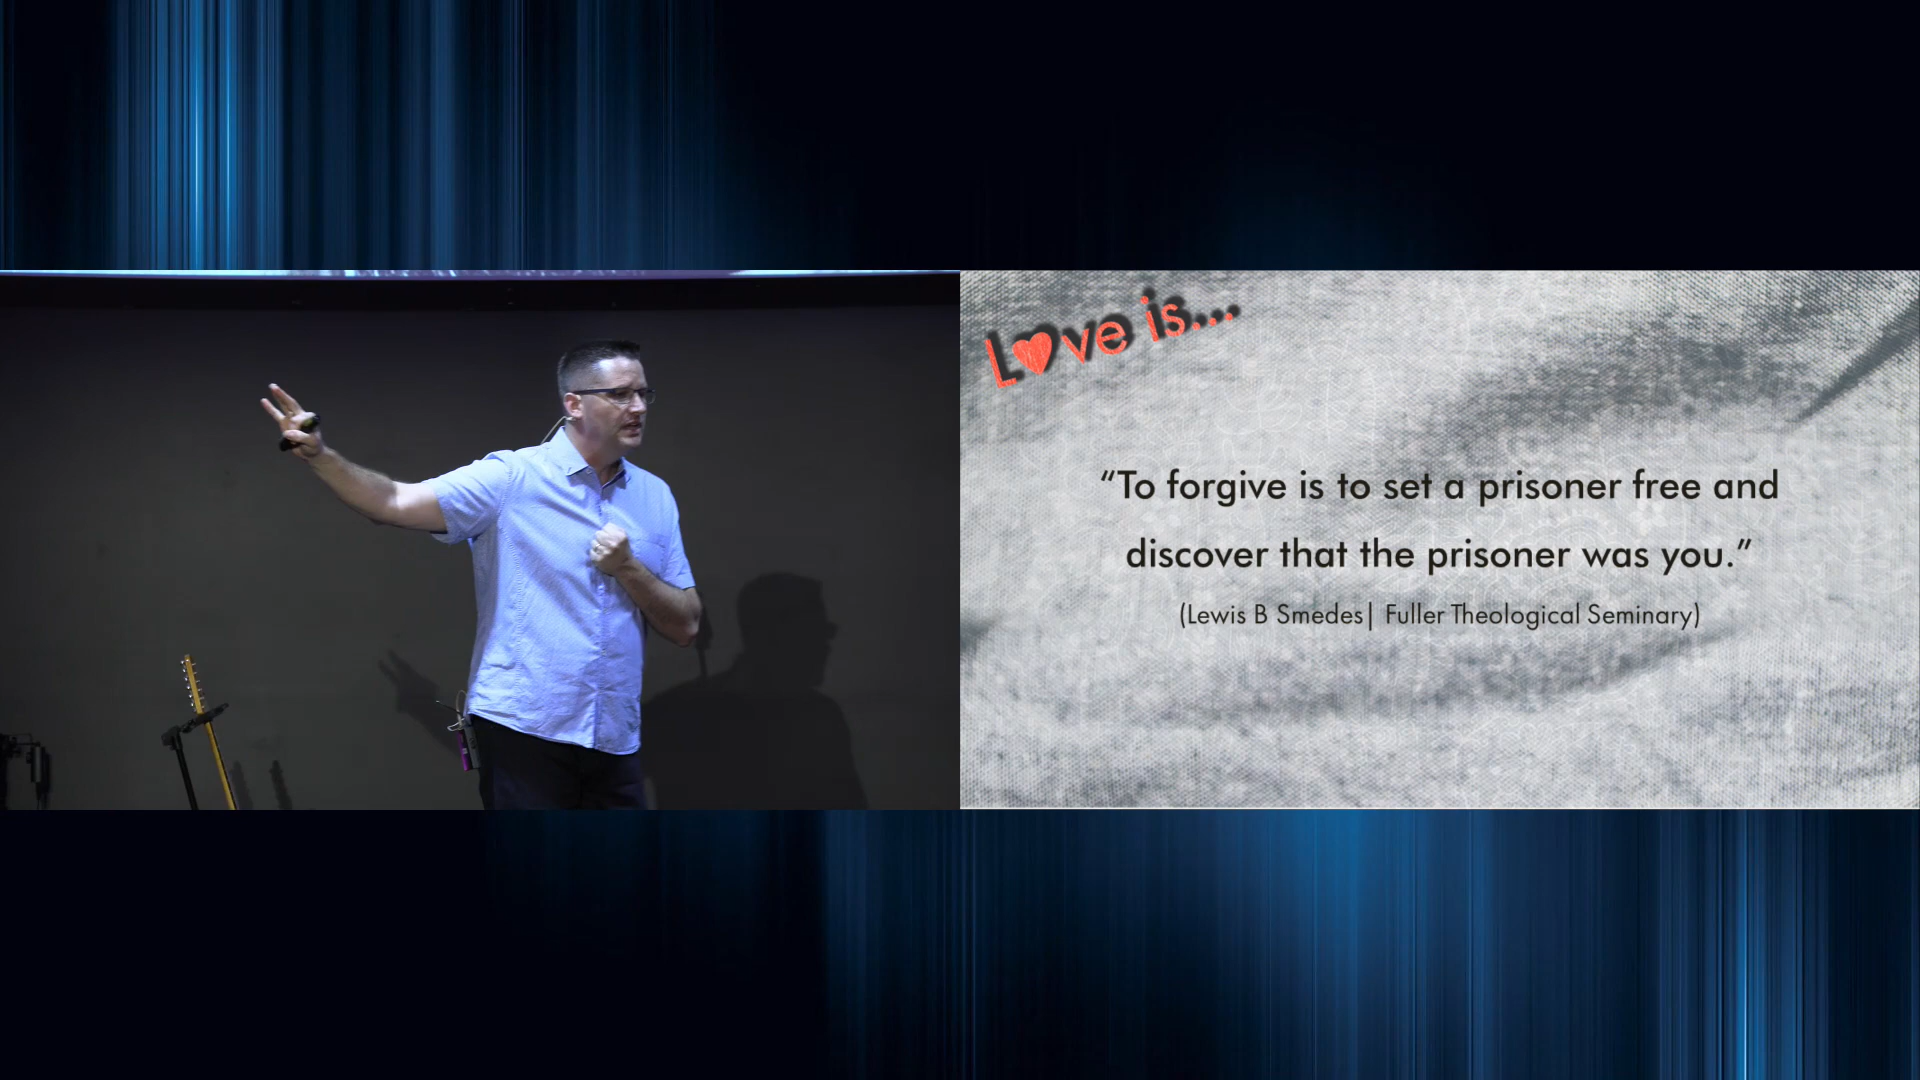 Love is...
“To forgive is to set a prisoner free and
discover that the prisoner was you.”
(Lewis B Smedes| Fuller Theological Seminary)